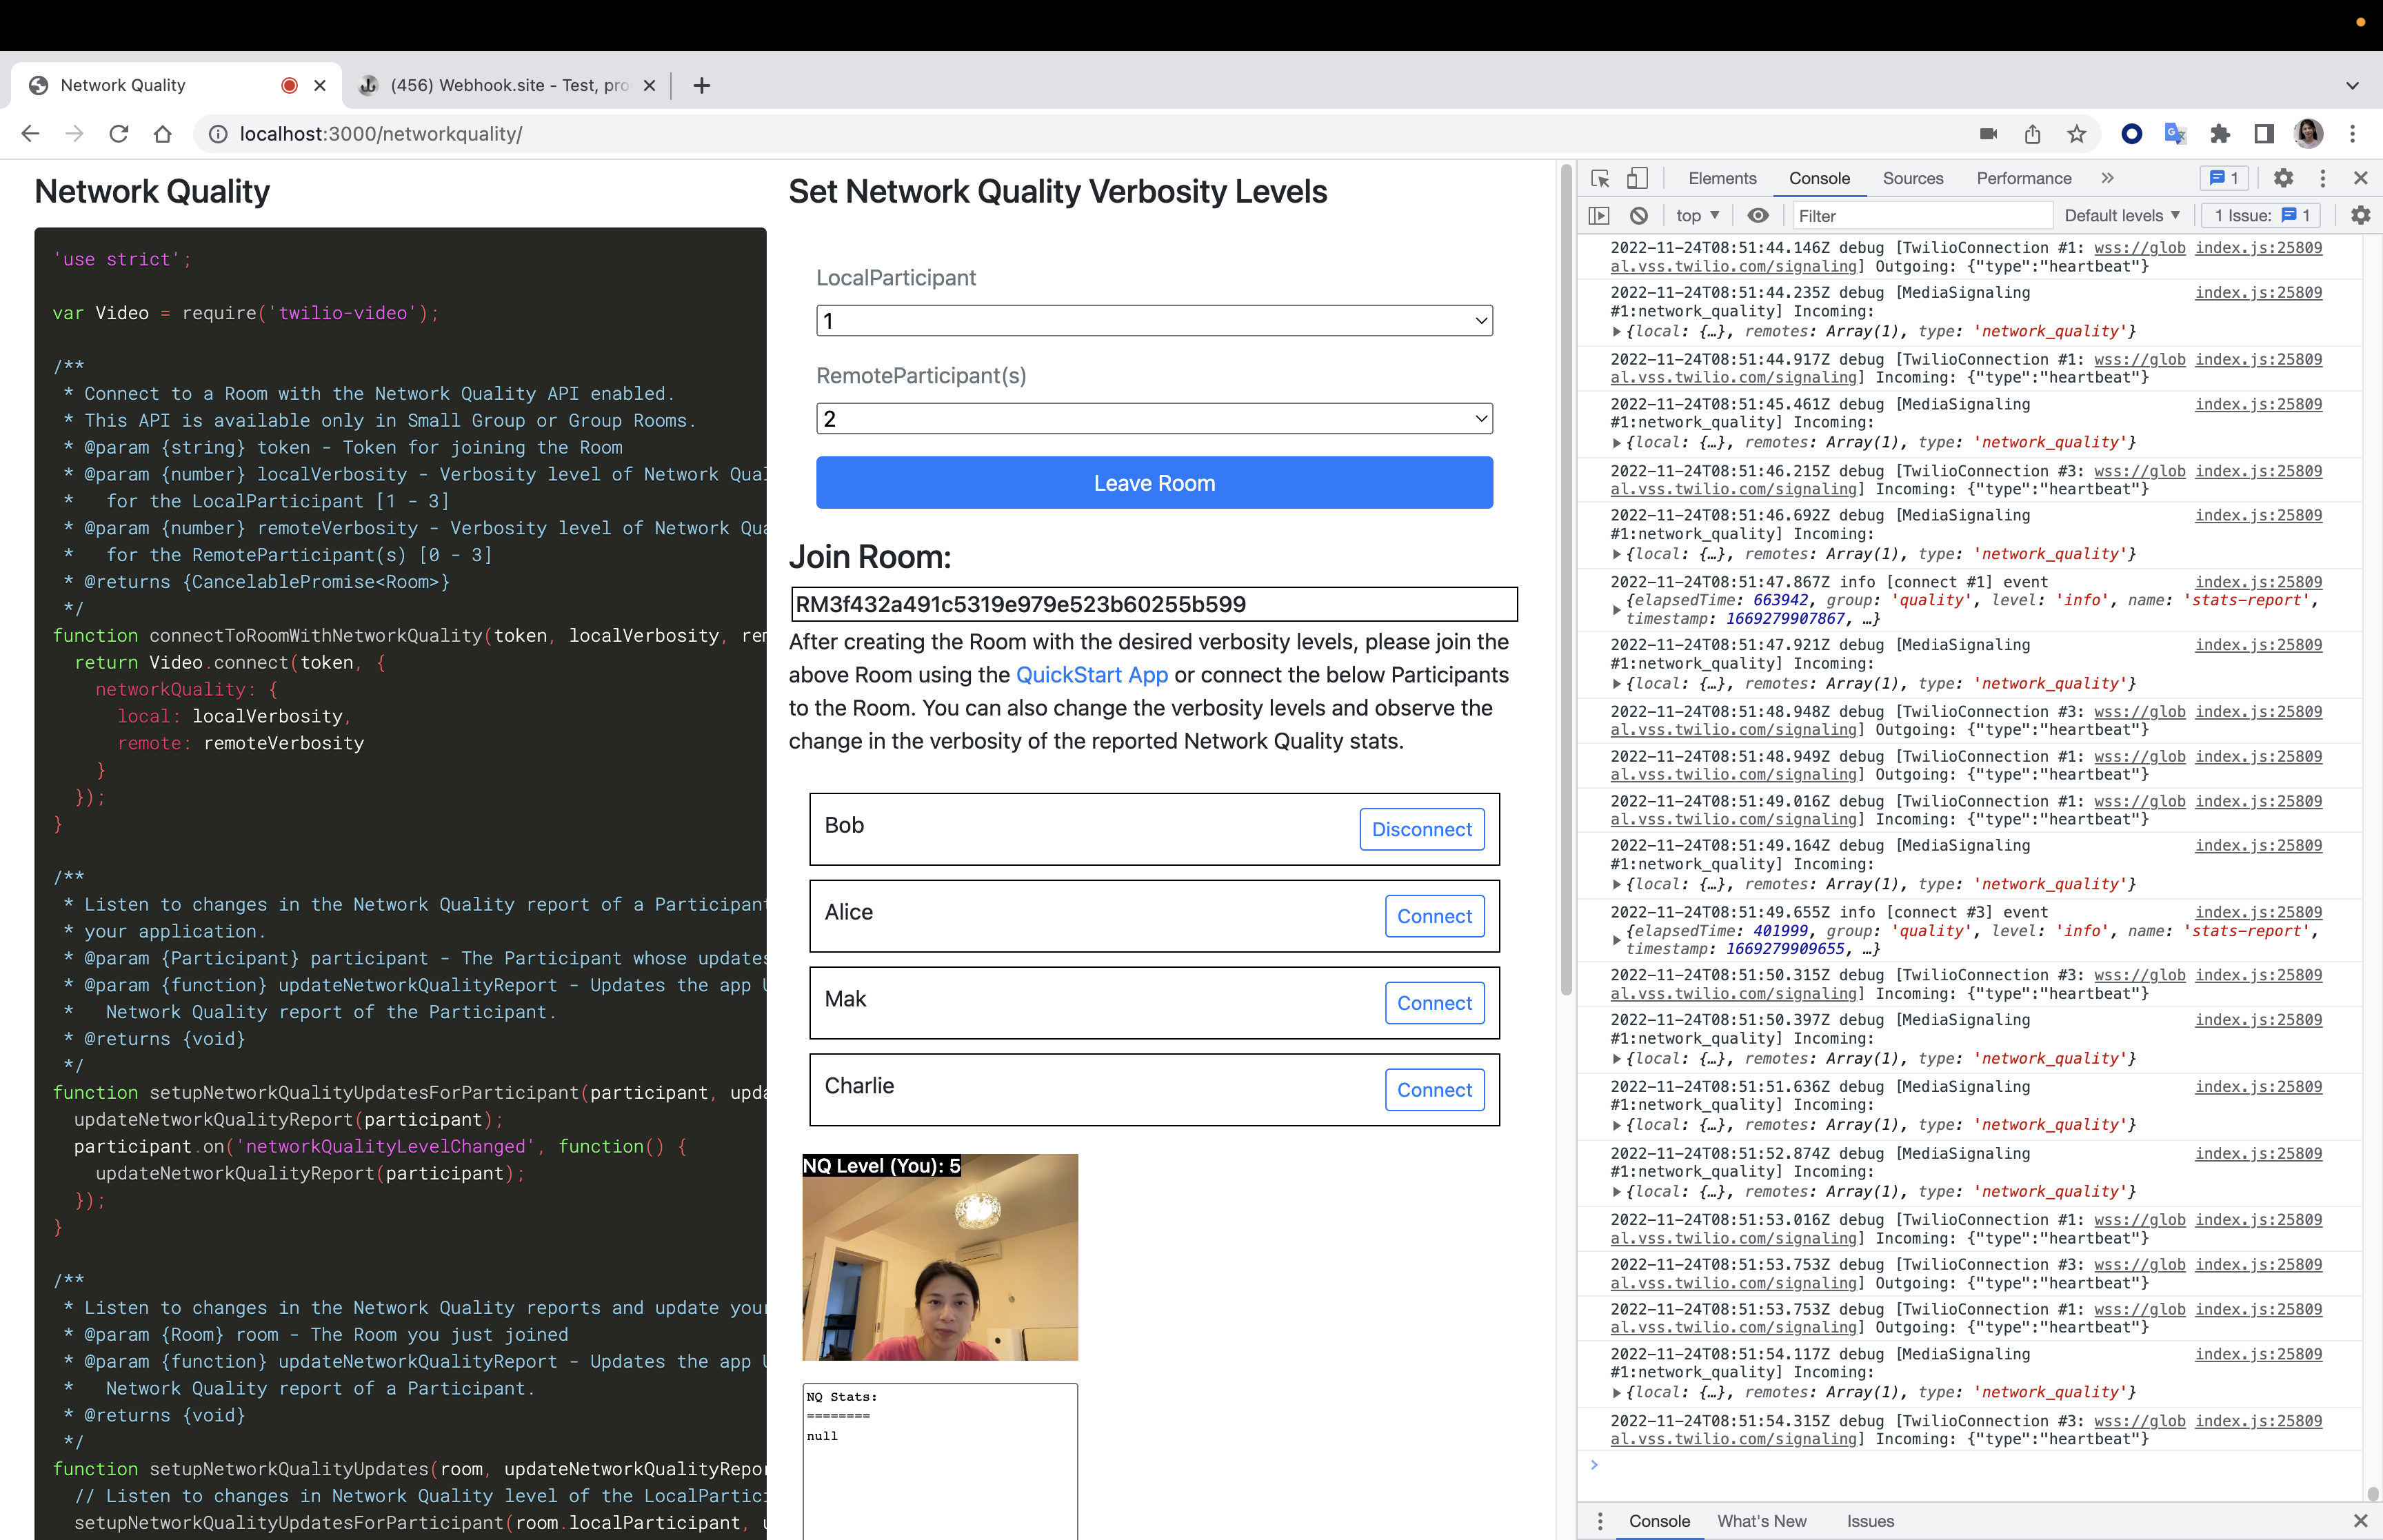 Network Quality
(456) Webhook.site - Test, pro
localhost:3000/networkquality/
Network Quality
'use strict';
var Video = require('twilio-video');
/**
* Connect to a Room with the Network Quality API enabled.
* This API is available only in Small Group or Group Rooms.
* @param {string} token - Token for joining the Room
* @param {number} localVerbosity - Verbosity level of Network Qual
* for the LocalParticipant [1 - 3]
* @param {number} remoteVerbosity - Verbosity level of Network Qua
* for the RemoteParticipant(s) [0 - 3]
* @returns {CancelablePromise<Room>}
*/
function connectToRoomWithNetworkQuality(token, localVerbosity, rem
return Video.connect(token, {
networkQuality: {
local: localVerbosity,
remote: remoteVerbosity
}
});
}
/**
* Listen to changes in the Network Quality report of a Participant
* your application.
* @param {Participant} participant - The Participant whose updates
* @param {function} updateNetworkQualityReport - Updates the app U
* Network Quality report of the Participant.
* @returns {void}
*/
function setupNetworkQualityUpdatesForParticipant(participant, upda
updateNetworkQualityReport(participant);
participant.on('networkQualityLevelChanged', function() {
updateNetworkQualityReport(participant);
});
}
/**
* Listen to changes in the Network Quality reports and update your
* @param {Room} room - The Room you just joined
* @param {function} updateNetworkQualityReport - Updates the app U
* Network Quality report of a Participant.
* @returns {void}
*/
function setupNetworkQualityUpdates(room, updateNetworkQualityRepor
// Listen to changes in Network Quality level of the LocalPartici
setupNetworkQualityUpdatesForParticipant(room.localParticipant, u
Set Network Quality Verbosity Levels
LocalParticipant
1
RemoteParticipant(s)
2
Leave Room
Join Room:
RM3f432a491c5319e979e523b60255b599
After creating the Room with the desired verbosity levels, please join the
above Room using the QuickStart App or connect the below Participants
to the Room. You can also change the verbosity levels and observe the
change in the verbosity of the reported Network Quality stats.
Bob Disconnect
Alice Connect
Mak Connect
Charlie Connect
NQ Level (You): 5
NQ Stats:
========
null
Elements Console Sources Performance 1
top Filter Default levels 1 Issue: 1
2022-11-24T08:51:44.146Z debug [TwilioConnection #1: wss://glob index.js:25809
al.vss.twilio.com/signaling] Outgoing: {"type":"heartbeat"}
2022-11-24T08:51:44.235Z debug [MediaSignaling index.js:25809
#1:network_quality] Incoming:
{local: {…}, remotes: Array(1), type: 'network_quality'}
2022-11-24T08:51:44.917Z debug [TwilioConnection #1: wss://glob index.js:25809
al.vss.twilio.com/signaling] Incoming: {"type":"heartbeat"}
2022-11-24T08:51:45.461Z debug [MediaSignaling index.js:25809
#1:network_quality] Incoming:
{local: {…}, remotes: Array(1), type: 'network_quality'}
2022-11-24T08:51:46.215Z debug [TwilioConnection #3: wss://glob index.js:25809
al.vss.twilio.com/signaling] Incoming: {"type":"heartbeat"}
2022-11-24T08:51:46.692Z debug [MediaSignaling index.js:25809
#1:network_quality] Incoming:
{local: {…}, remotes: Array(1), type: 'network_quality'}
2022-11-24T08:51:47.867Z info [connect #1] event index.js:25809
{elapsedTime: 663942, group: 'quality', level: 'info', name: 'stats-report',
timestamp: 1669279907867, …}
2022-11-24T08:51:47.921Z debug [MediaSignaling index.js:25809
#1:network_quality] Incoming:
{local: {…}, remotes: Array(1), type: 'network_quality'}
2022-11-24T08:51:48.948Z debug [TwilioConnection #3: wss://glob index.js:25809
al.vss.twilio.com/signaling] Outgoing: {"type":"heartbeat"}
2022-11-24T08:51:48.949Z debug [TwilioConnection #1: wss://glob index.js:25809
al.vss.twilio.com/signaling] Outgoing: {"type":"heartbeat"}
2022-11-24T08:51:49.016Z debug [TwilioConnection #1: wss://glob index.js:25809
al.vss.twilio.com/signaling] Incoming: {"type":"heartbeat"}
2022-11-24T08:51:49.164Z debug [MediaSignaling index.js:25809
#1:network_quality] Incoming:
{local: {…}, remotes: Array(1), type: 'network_quality'}
2022-11-24T08:51:49.655Z info [connect #3] event index.js:25809
{elapsedTime: 401999, group: 'quality', level: 'info', name: 'stats-report',
timestamp: 1669279909655, …}
2022-11-24T08:51:50.315Z debug [TwilioConnection #3: wss://glob index.js:25809
al.vss.twilio.com/signaling] Incoming: {"type":"heartbeat"}
2022-11-24T08:51:50.397Z debug [MediaSignaling index.js:25809
#1:network_quality] Incoming:
{local: {…}, remotes: Array(1), type: 'network_quality'}
2022-11-24T08:51:51.636Z debug [MediaSignaling index.js:25809
#1:network_quality] Incoming:
{local: {…}, remotes: Array(1), type: 'network_quality'}
2022-11-24T08:51:52.874Z debug [MediaSignaling index.js:25809
#1:network_quality] Incoming:
{local: {…}, remotes: Array(1), type: 'network_quality'}
2022-11-24T08:51:53.016Z debug [TwilioConnection #1: wss://glob index.js:25809
al.vss.twilio.com/signaling] Incoming: {"type":"heartbeat"}
2022-11-24T08:51:53.753Z debug [TwilioConnection #3: wss://glob index.js:25809
al.vss.twilio.com/signaling] Outgoing: {"type":"heartbeat"}
2022-11-24T08:51:53.753Z debug [TwilioConnection #1: wss://glob index.js:25809
al.vss.twilio.com/signaling] Outgoing: {"type":"heartbeat"}
2022-11-24T08:51:54.117Z debug [MediaSignaling index.js:25809
#1:network_quality] Incoming:
{local: {…}, remotes: Array(1), type: 'network_quality'}
2022-11-24T08:51:54.315Z debug [TwilioConnection #3: wss://glob index.js:25809
al.vss.twilio.com/signaling] Incoming: {"type":"heartbeat"}
Console What's New Issues